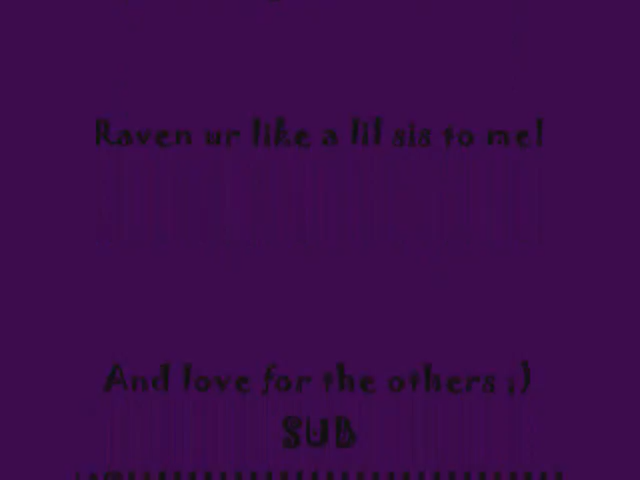 Raven ur like a lil sis to me!
And love for the others ;)
SUB